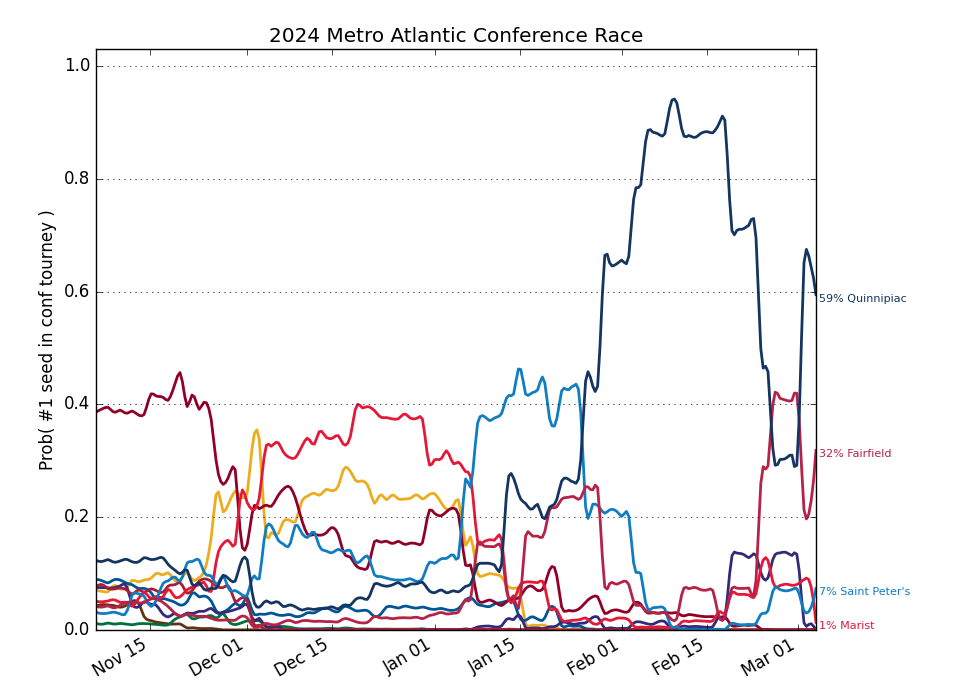 2024 Metro Atlantic Conference Race
Prob( #1 seed in conf tourney )
1.0
0.8
0.6
0.4
0.2
0.0
59% Quinnipiac
32% Fairfield
7% Saint Peter's
1% Marist
Nov 15
Dec 01
Dec 15
Jan 01
Jan 15
Feb 01
Feb 15
Mar 01